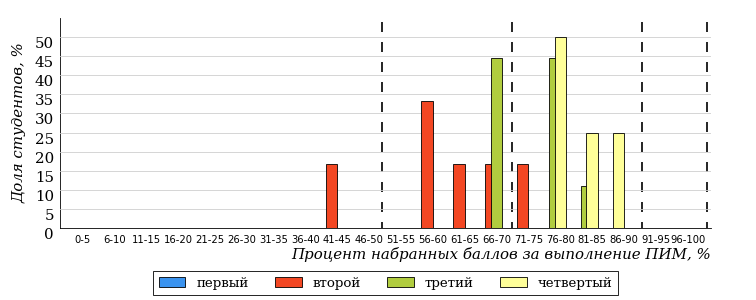 Доля студентов, %
50
45
40
35
30
25
20
15
10
5
0
0-5 6-10 11-15 16-20 21-25 26-30 31-35 36-40 41-45 46-50 51-55 56-60 61-65 66-70 71-75 76-80 81-85 86-90 91-95 96-100
Процент набранных баллов за выполнение ПИМ, %
первый второй третий четвертый